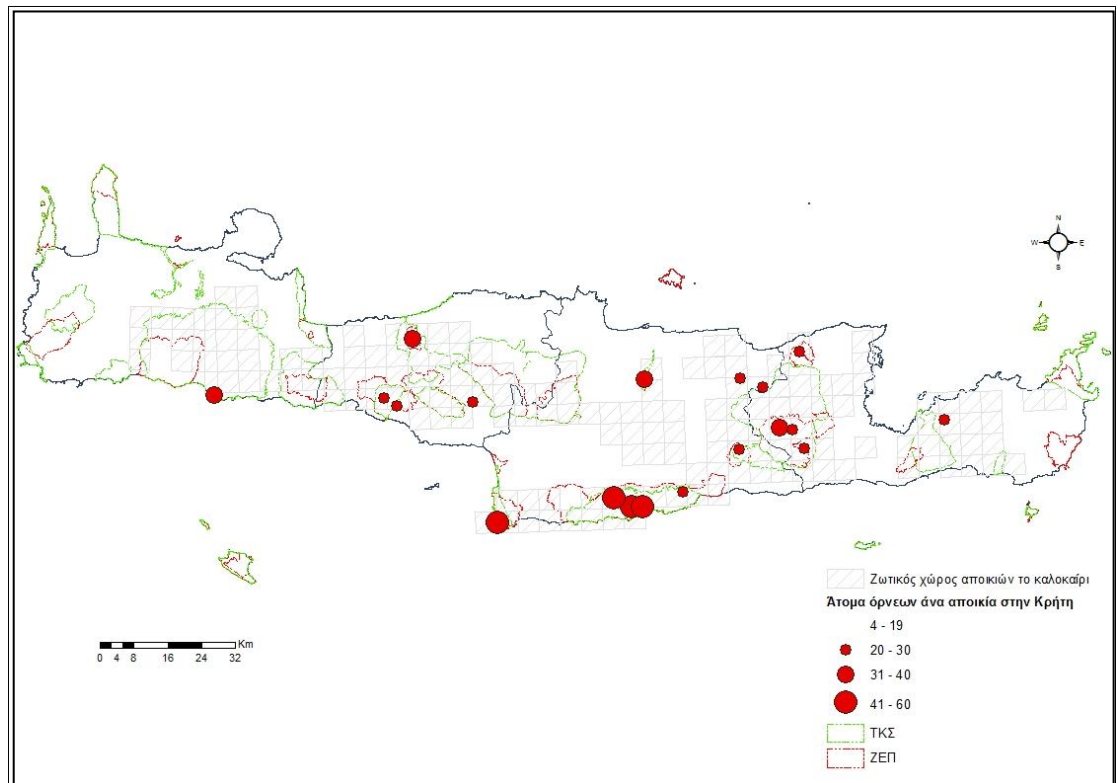 N
W E
S
Ζωτικός χώρος αποικιών το καλοκαίρι
Άτομα όρνεων άνα αποικία στην Κρήτη
4 - 19
20 - 30
31 - 40
41 - 60
ΤΚΣ
ΖΕΠ
Km
0 4 8 16 24 32